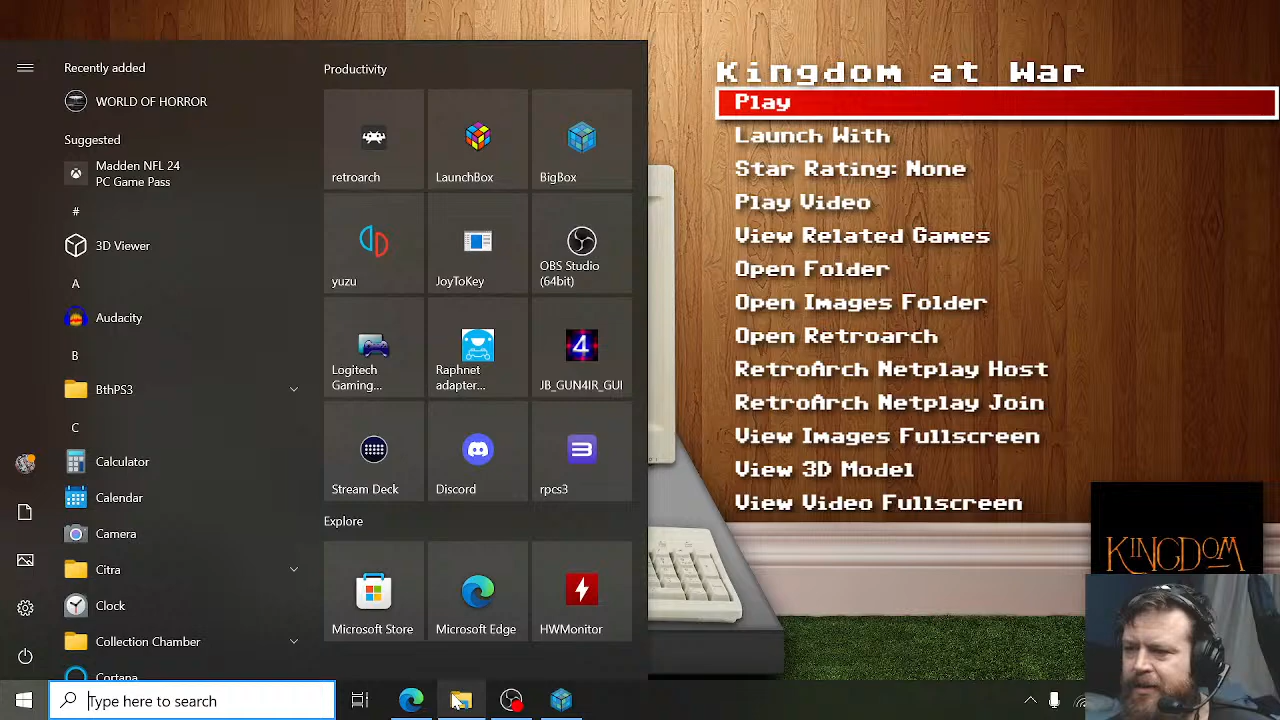 Recently added
WORLD OF HORROR
Suggested
Madden NFL 24
PC Game Pass
#
3D Viewer
A
Audacity
B
BthPS3
C
Calculator
Calendar
Camera
Citra
Clock
Collection Chamber
Cortana
Type here to search
Productivity
retroarch
LaunchBox
BigBox
yuzu
JoyToKey
OBS Studio
(64bit)
Logitech
Gaming...
Raphnet
adapter...
4
JB_GUN4IR_GUI
Stream Deck
Discord
rpcs3
Explore
Microsoft Store
Microsoft Edge
HWMonitor
Kingdom at War
Play
Launch With
Star Rating: None
Play Video
View Related Games
Open Folder
Open Images Folder
Open Retroarch
RetroArch Netplay Host
RetroArch Netplay Join
View Images Fullscreen
View 3D Model
View Video Fullscreen
KINGDOM